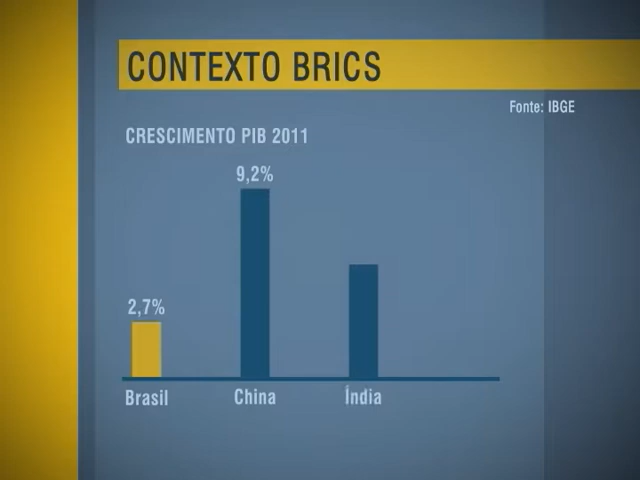 CONTEXTO BRICS
Fonte: IBGE
CRESCIMENTO PIB 2011
9,2%
2,7%
Brasil
China
Índia